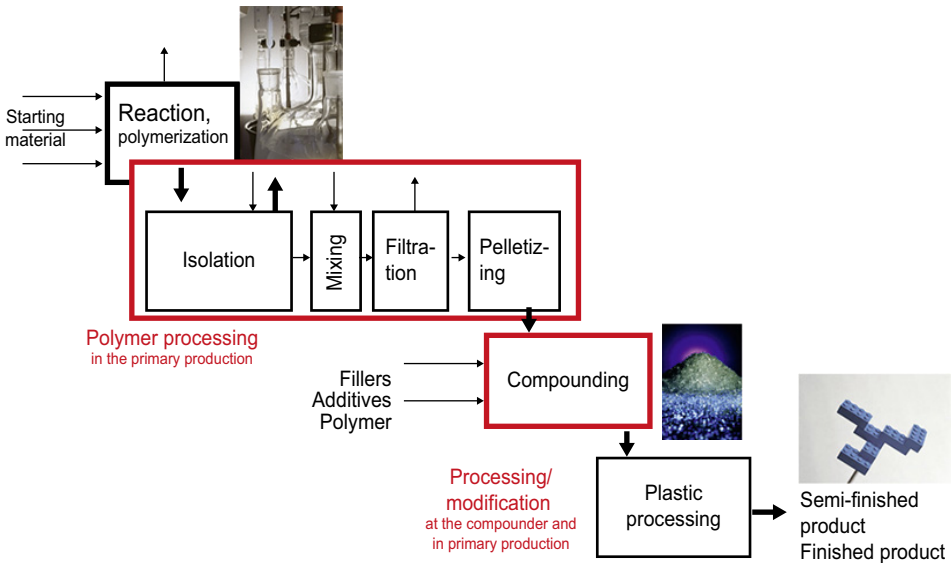 Starting
material
Reaction,
polymerization
Isolation
Mixing
Filtra-
tion
Pelletiz-
ing
Polymer processing
in the primary production
Fillers
Additives
Polymer
Compounding
Processing/
modification
at the compounder and
in primary production
Plastic
processing
Semi-finished
product
Finished product